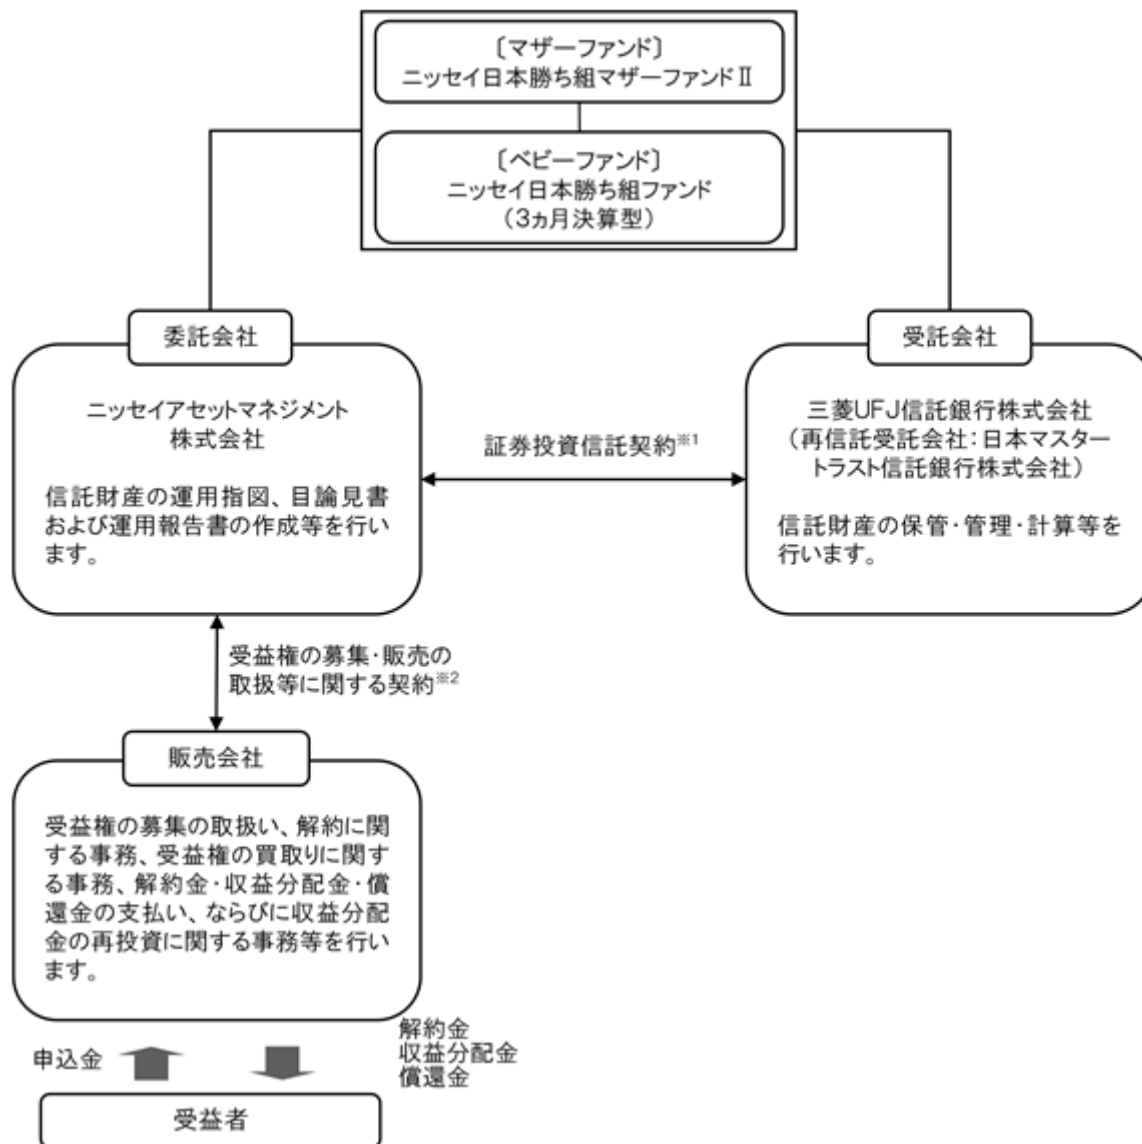 〔マザーファンド〕
ニッセイ日本勝ち組マザーファンドⅡ
〔ベビーファンド〕
ニッセイ日本勝ち組ファンド
（3ヵ月決算型）
委託会社
ニッセイアセットマネジメント
株式会社
信託財産の運用指図、目論見書
および運用報告書の作成等を行い
ます。
証券投資信託契約※1
受託会社
三菱UFJ信託銀行株式会社
（再信託受託会社：日本マスター
トラスト信託銀行株式会社）
信託財産の保管・管理・計算等を
行います。
受益権の募集・販売の
取扱等に関する契約※2
販売会社
受益権の募集の取扱い、解約に関
する事務、受益権の買取りに関す
る事務、解約金・収益分配金・償
還金の支払い、ならびに収益分配
金の再投資に関する事務等を行い
ます。
申込金
解約金
収益分配金
償還金
受益者